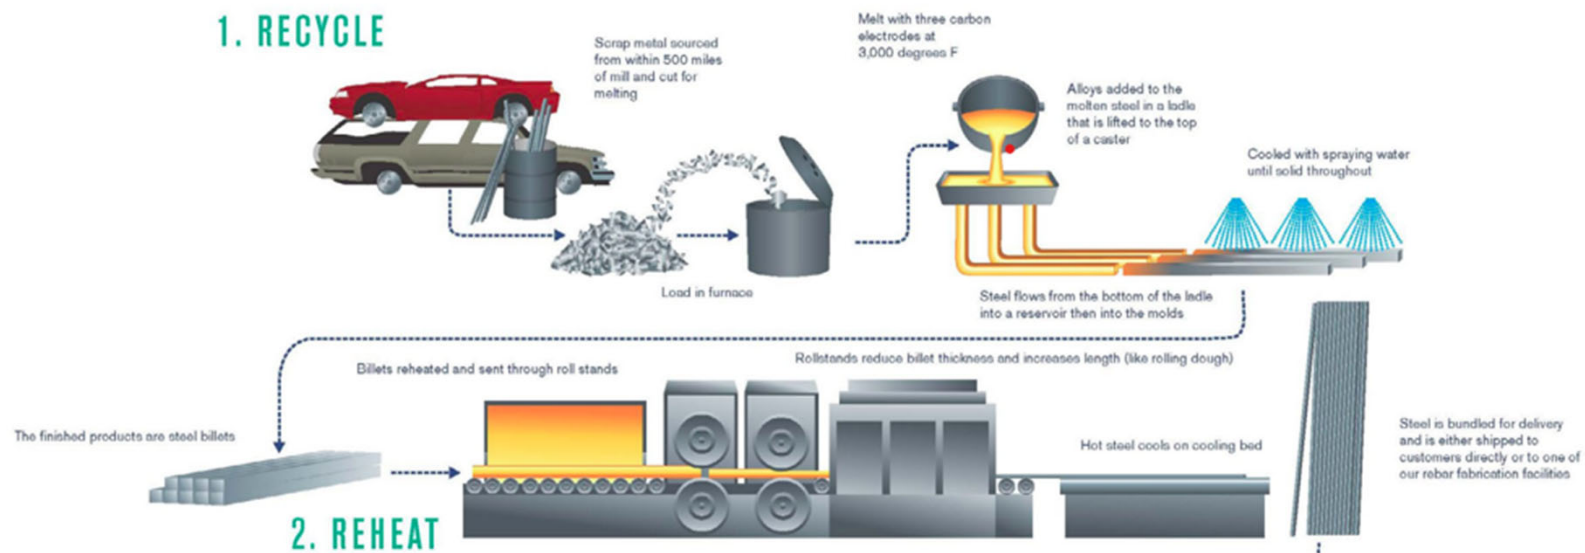 1. RECYCLE
Scrap metal sourced
from within 500 miles
of mill and cut for
melting
Load in furnace
Melt with three carbon
electrodes at
3,000 degrees F
Alloys added to the
molten steel in a ladle
that is lifted to the top
of a caster
Cooled with spraying water
until solid throughout
Steel flows from the bottom of the ladle
into a reservoir then into the molds
The finished products are steel billets
2. REHEAT
Billets reheated and sent through roll stands
Rollstands reduce billet thickness and increases length (like rolling dough)
Hot steel cools on cooling bed
Steel is bundled for delivery
and is either shipped to
customers directly or to one of
our rebar fabrication facilities